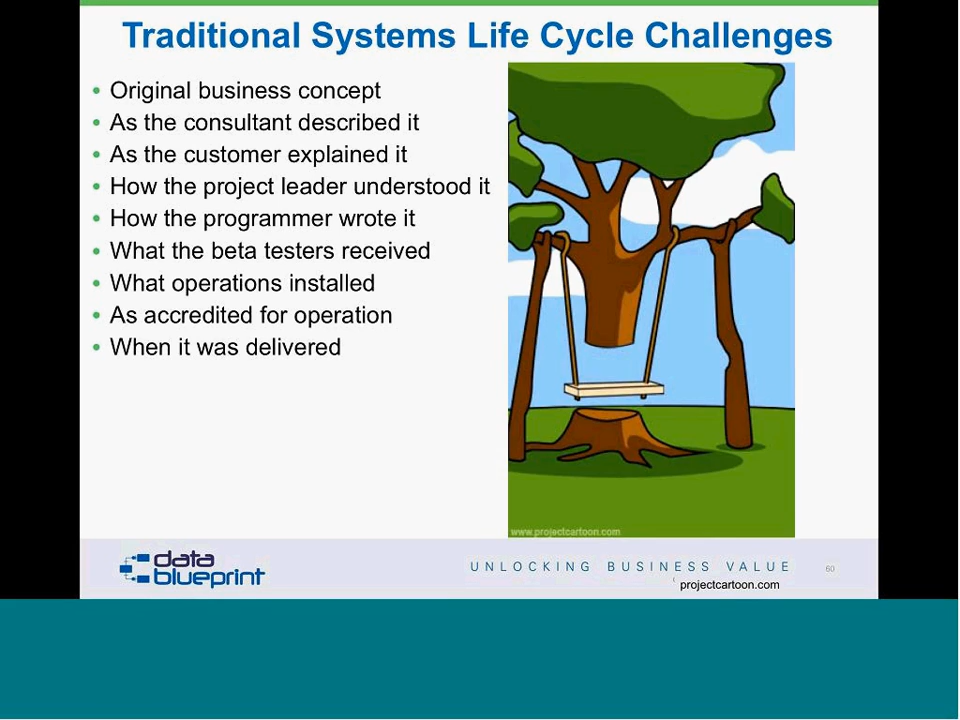 Traditional Systems Life Cycle Challenges
• Original business concept
• As the consultant described it
• As the customer explained it
• How the project leader understood it
• How the programmer wrote it
• What the beta testers received
• What operations installed
• As accredited for operation
• When it was delivered
www.projectcartoon.com
data
blueprint
UNLOCKING BUSINESS VALUE
60
projectcartoon.com